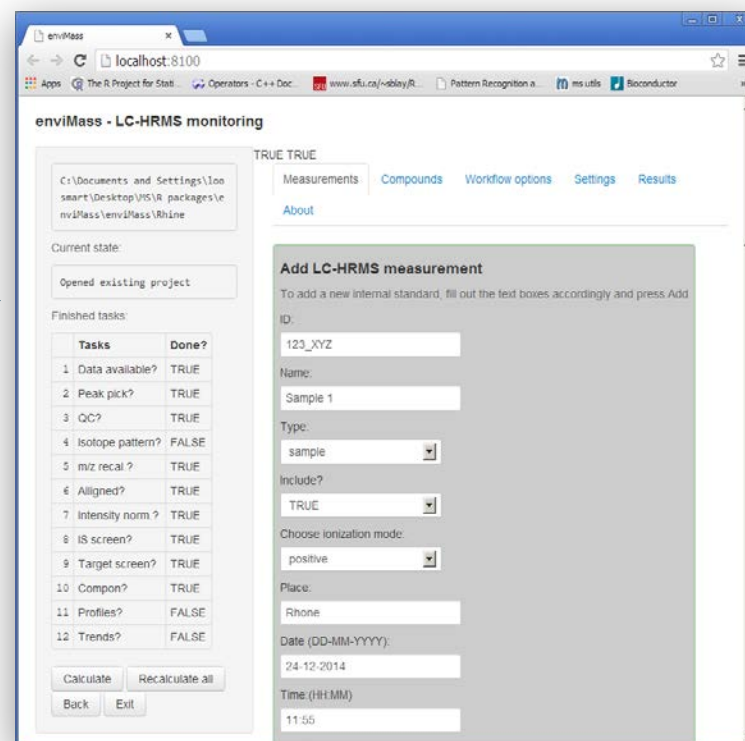 enviMass
localhost:8100
Apps The R Project for Stati... Operators - C++ Doc... www.sfu.ca/~sblay/R... Pattern Recognition a... ms utils Bioconductor
enviMass - LC-HRMS monitoring
TRUE TRUE
C:\Documents and Settings\loo
smart\Desktop\MS\R packages\e
nviMass\enviMass\Rhine
Current state:
Opened existing project
Finished tasks:
Tasks Done?
1 Data available? TRUE
2 Peak pick? TRUE
3 QC? TRUE
4 Isotope pattern? FALSE
5 m/z recal.? TRUE
6 Alligned? TRUE
7 Intensity norm.? TRUE
8 IS screen? TRUE
9 Target screen? TRUE
10 Compon? TRUE
11 Profiles? FALSE
12 Trends? FALSE
Calculate Recalculate all
Back Exit
Measurements Compounds Workflow options Settings Results
About
Add LC-HRMS measurement
To add a new internal standard, fill out the text boxes accordingly and press Add
ID:
123_XYZ
Name:
Sample 1
Type:
sample
Include?
TRUE
Choose ionization mode:
positive
Place:
Rhone
Date (DD-MM-YYYY):
24-12-2014
Time:(HH:MM)
11:55